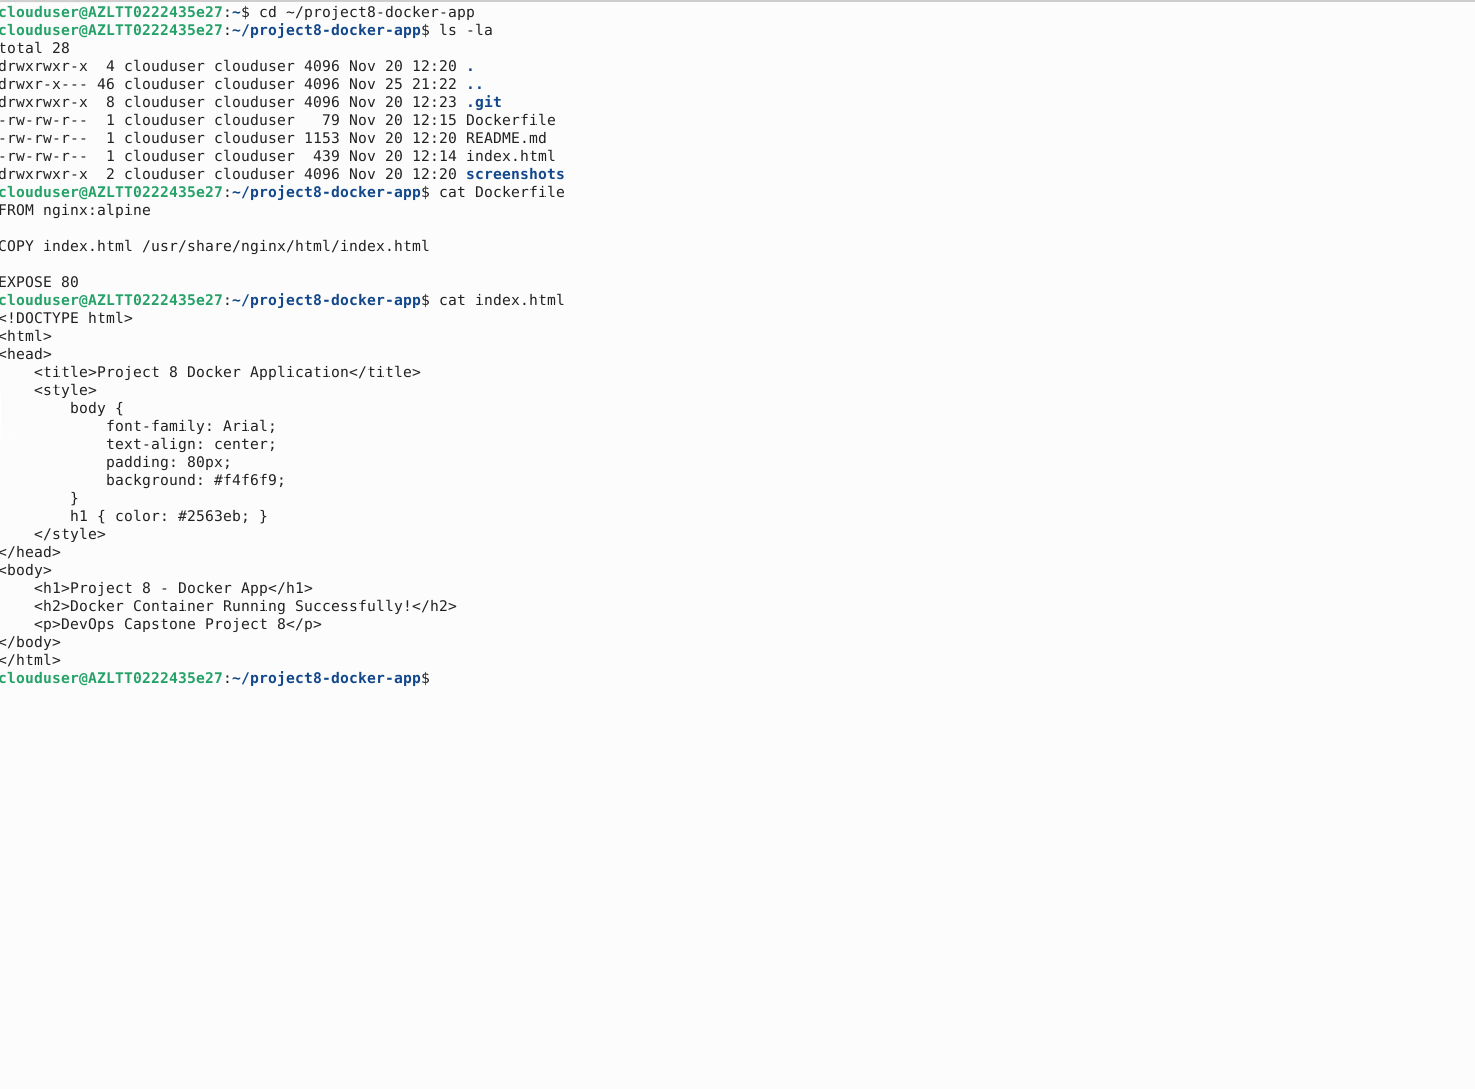 clouduser@AZLTT0222435e27:~$ cd ~/project8-docker-app
clouduser@AZLTT0222435e27:~/project8-docker-app$ ls -la
total 28
drwxrwxr-x  4 clouduser clouduser 4096 Nov 20 12:20 .
drwxr-x--- 46 clouduser clouduser 4096 Nov 25 21:22 ..
drwxrwxr-x  8 clouduser clouduser 4096 Nov 20 12:23 .git
-rw-rw-r--  1 clouduser clouduser   79 Nov 20 12:15 Dockerfile
-rw-rw-r--  1 clouduser clouduser 1153 Nov 20 12:20 README.md
-rw-rw-r--  1 clouduser clouduser  439 Nov 20 12:14 index.html
drwxrwxr-x  2 clouduser clouduser 4096 Nov 20 12:20 screenshots
clouduser@AZLTT0222435e27:~/project8-docker-app$ cat Dockerfile
FROM nginx:alpine

COPY index.html /usr/share/nginx/html/index.html

EXPOSE 80
clouduser@AZLTT0222435e27:~/project8-docker-app$ cat index.html
<!DOCTYPE html>
<html>
<head>
    <title>Project 8 Docker Application</title>
    <style>
        body {
            font-family: Arial;
            text-align: center;
            padding: 80px;
            background: #f4f6f9;
        }
        h1 { color: #2563eb; }
    </style>
</head>
<body>
    <h1>Project 8 - Docker App</h1>
    <h2>Docker Container Running Successfully!</h2>
    <p>DevOps Capstone Project 8</p>
</body>
</html>
clouduser@AZLTT0222435e27:~/project8-docker-app$